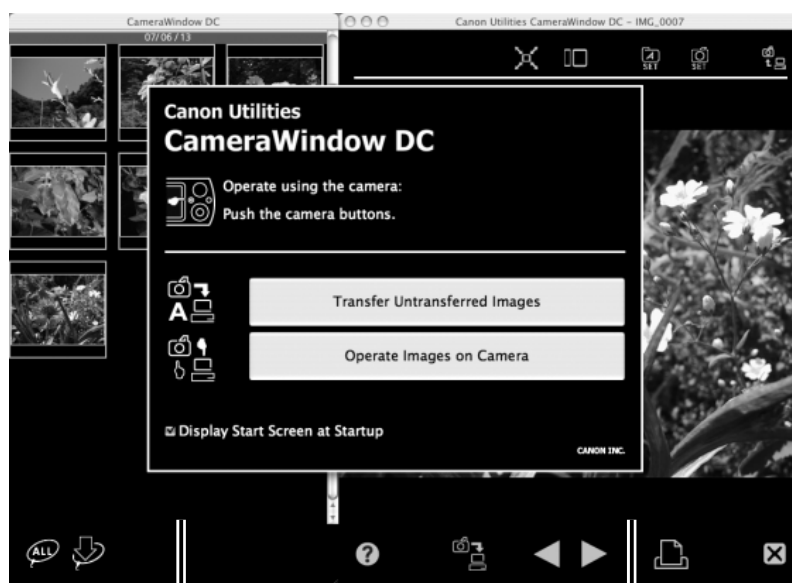 CameraWindow DC
Canon Utilities CameraWindow DC – IMG_0007
07/06/13
A
SET
SET
Canon Utilities
CameraWindow DC
Operate using the camera:
Push the camera buttons.
A
Transfer Untransferred Images
Operate Images on Camera
Display Start Screen at Startup
CANON INC.
ALL
?